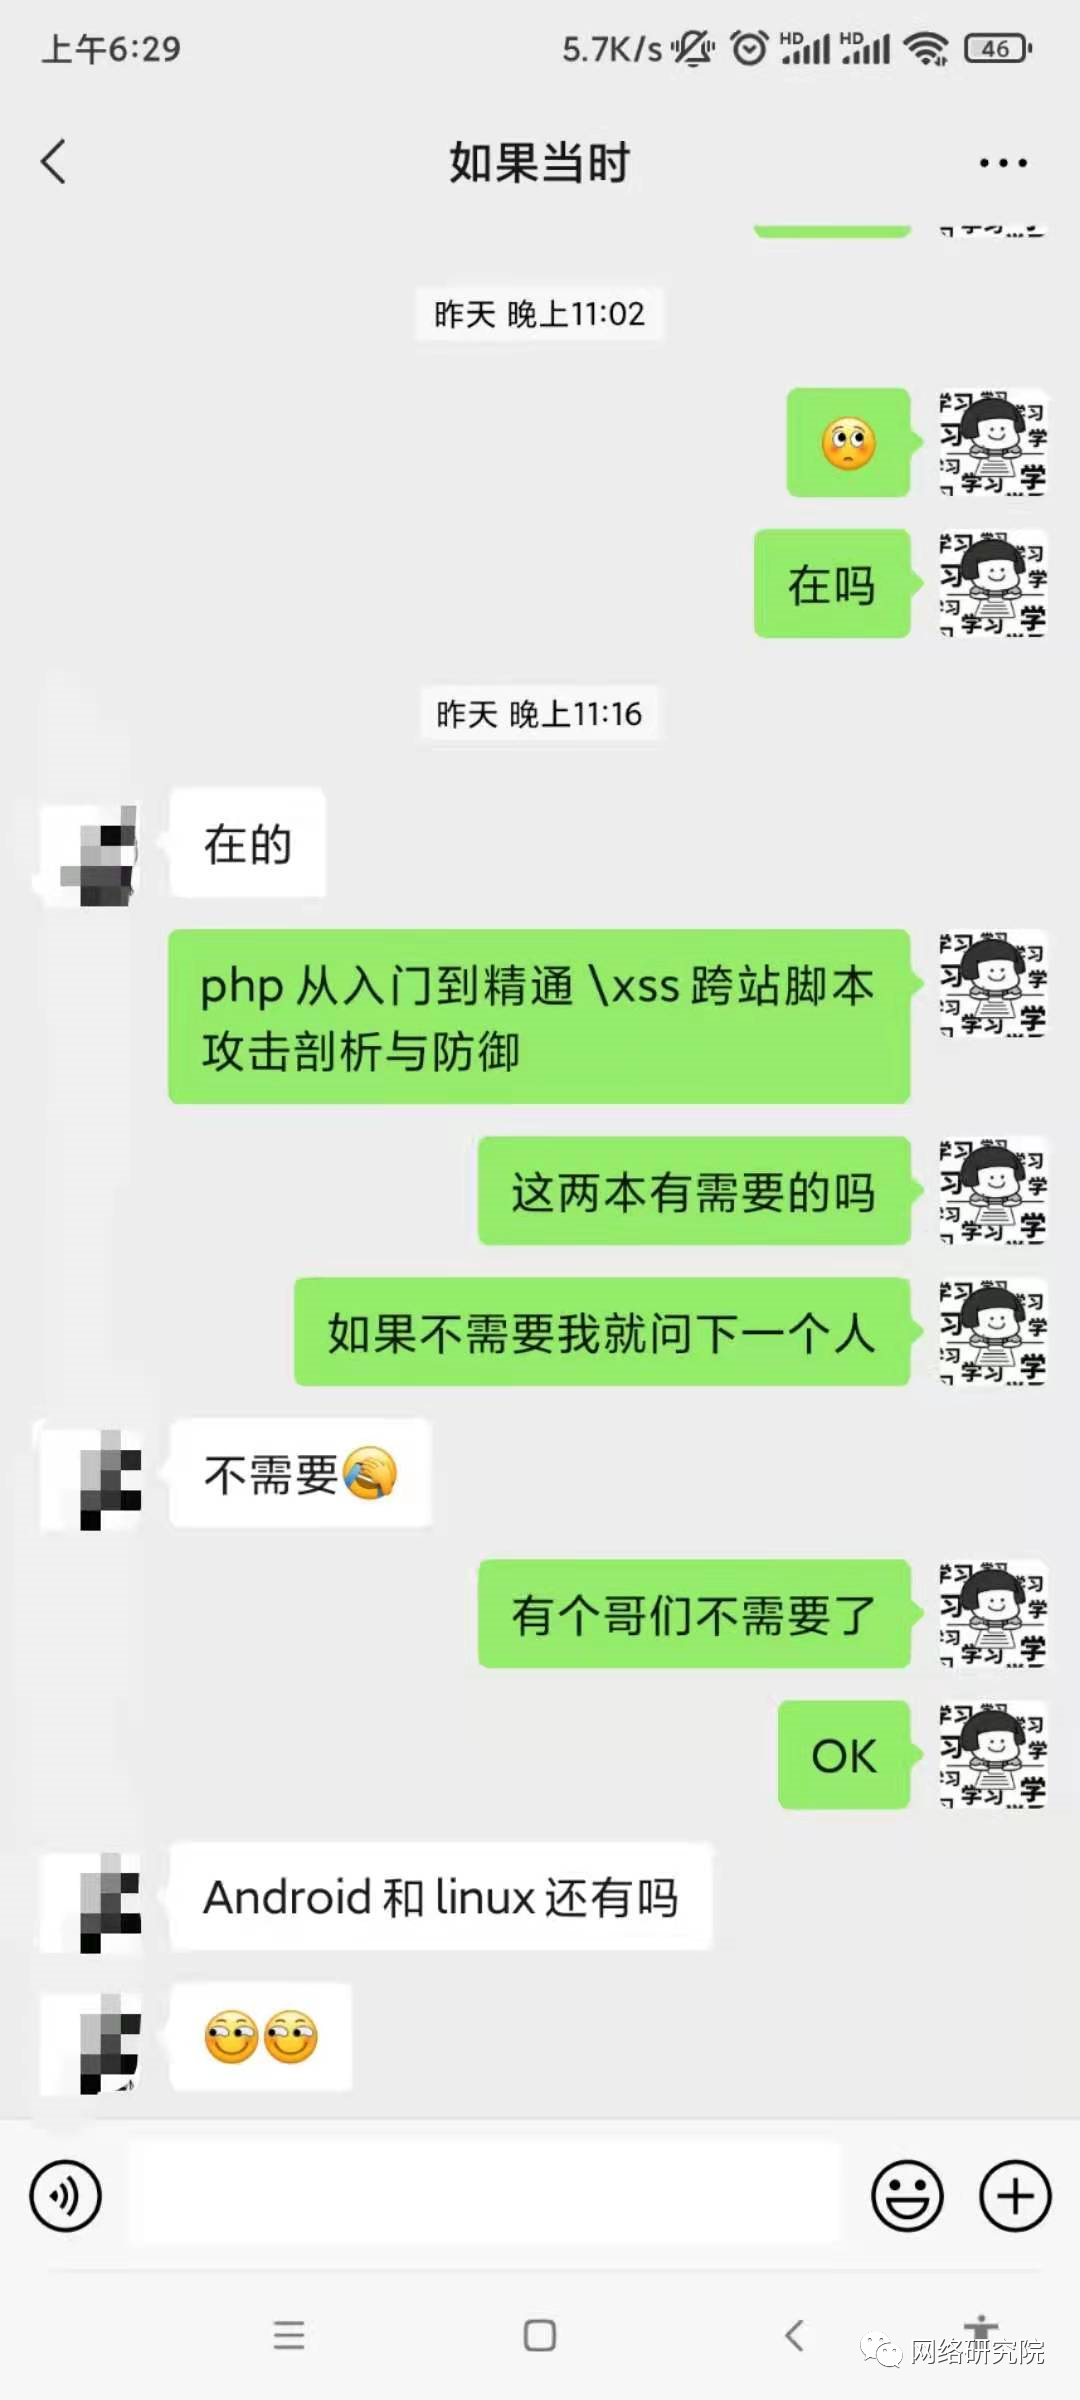 上午6:29
5.7K/s
HD
HD
46
如果当时
昨天 晚上11:02
在吗
昨天 晚上11:16
在的
php 从入门到精通 \xss 跨站脚本
攻击剖析与防御
这两本有需要的吗
如果不需要我就问下一个人
不需要
有个哥们不需要了
OK
Android 和 linux 还有吗
网络研究院